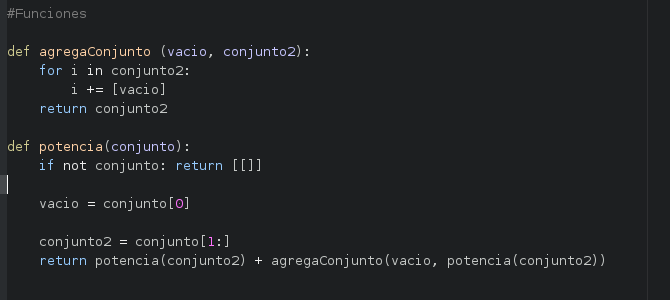 #Funciones
def agregaConjunto (vacio, conjunto2):
for i in conjunto2:
i += [vacio]
return conjunto2
def potencia(conjunto):
if not conjunto: return [[]]
vacio = conjunto[0]
conjunto2 = conjunto[1:]
return potencia(conjunto2) + agregaConjunto(vacio, potencia(conjunto2))